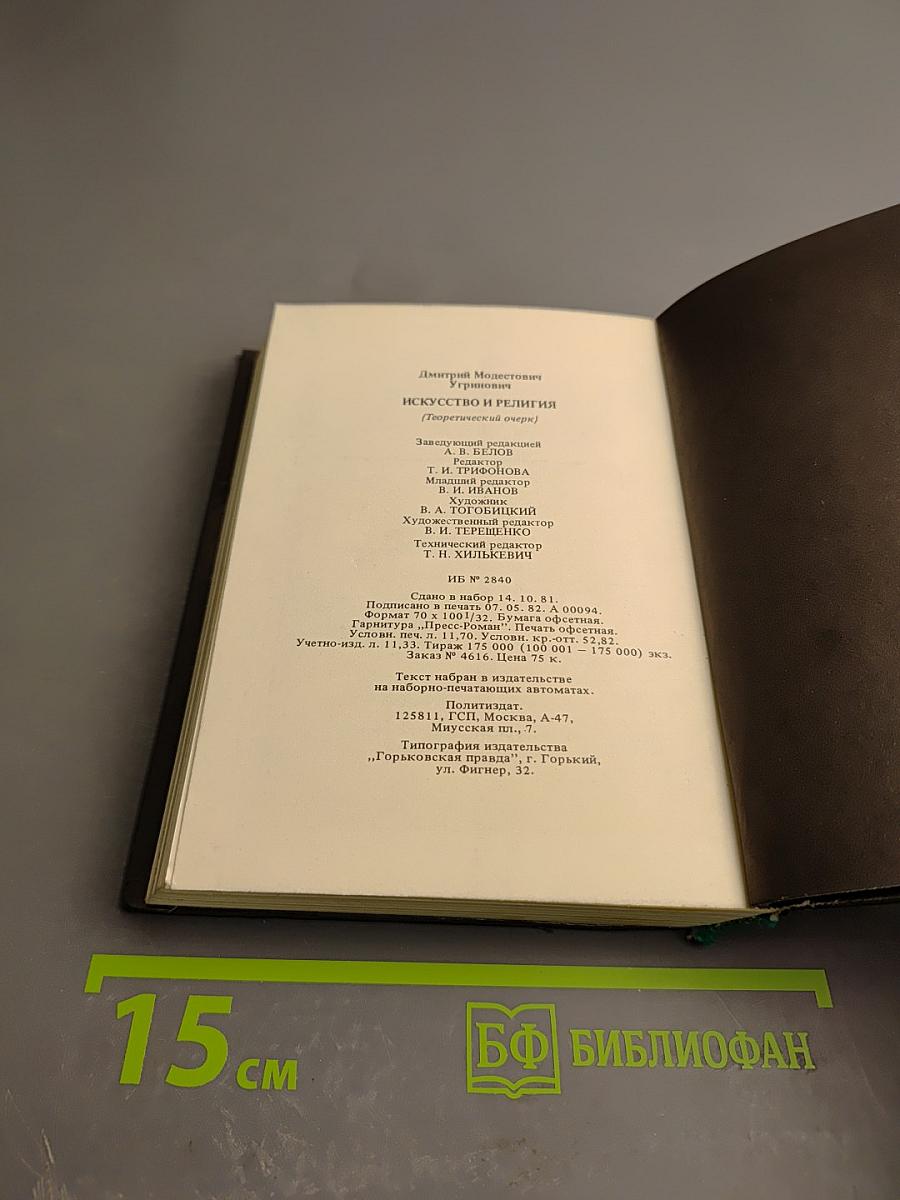 Дмитрий Модестович
Угринович
ИСКУССТВО И РЕЛИГИЯ
(Теоретический очерк)
Заведующий редакцией
А. В. БЕЛОВ
Редактор
Т. И. ТРИФОНОВА
Младший редактор
В. И. ИВАНОВ
Художник
В. А. ТОГОБИЦКИЙ
Художественный редактор
В. И. ТЕРЕЩЕНКО
Технический редактор
Т. Н. ХИЛЬКЕВИЧ
ИБ № 2840
Сдано в набор 14. 10. 81.
Подписано в печать 07. 05. 82. А 00094.
Формат 70 х 100 1/32. Бумага офсетная.
Гарнитура „Пресс-Роман". Печать офсетная.
Условн. печ. л. 11,70. Условн. кр.-отт. 52,82.
Учетно-изд. л. 11,33. Тираж 175 000 (100 001 — 175 000) экз.
Заказ № 4616. Цена 75 к.
Текст набран в издательстве
на наборно-печатающих автоматах.
Политиздат.
125811, ГСП, Москва, А-47,
Миусская пл., 7.
Типография издательства
„Горьковская правда", г. Горький,
ул. Фигнер, 32.
15 см
БФ БИБЛИОФАН